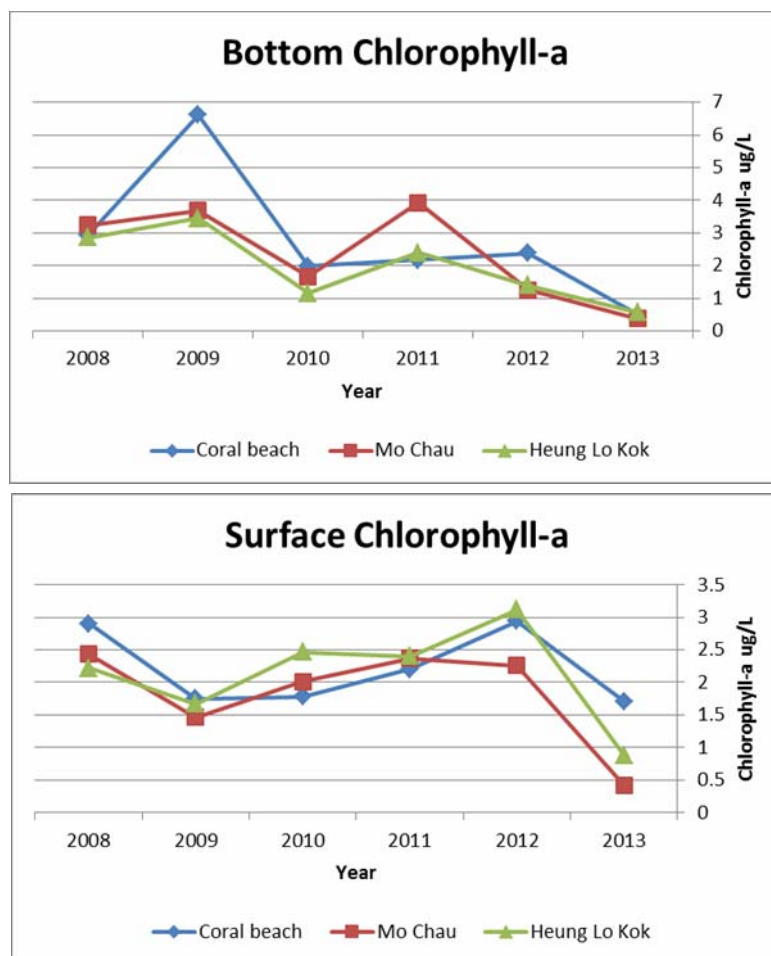 Bottom Chlorophyll-a
7
6
5
4
3
2
1
0
Chlorophyll-a ug/L
2008 2009 2010 2011 2012 2013
Year
Coral beach Mo Chau Heung Lo Kok
Surface Chlorophyll-a
3.5
3
2.5
2
1.5
1
0.5
0
Chlorophyll-a ug/L
2008 2009 2010 2011 2012 2013
Year
Coral beach Mo Chau Heung Lo Kok